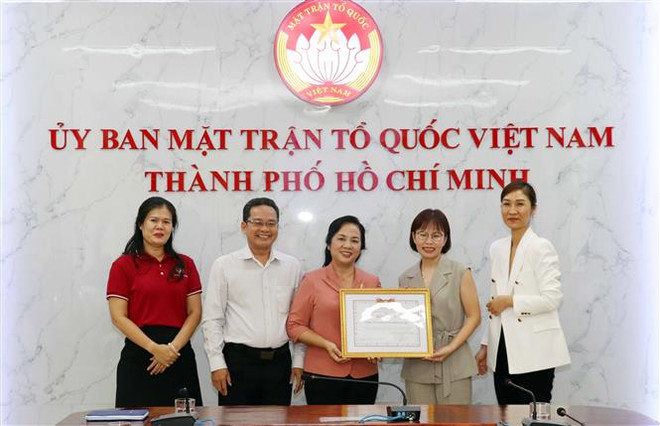 MẶT TRẬN TỔ QUỐC
VIỆT NAM
ỦY BAN MẶT TRẬN TỔ QUỐC VIỆT NAM
THÀNH PHỐ HỒ CHÍ MINH